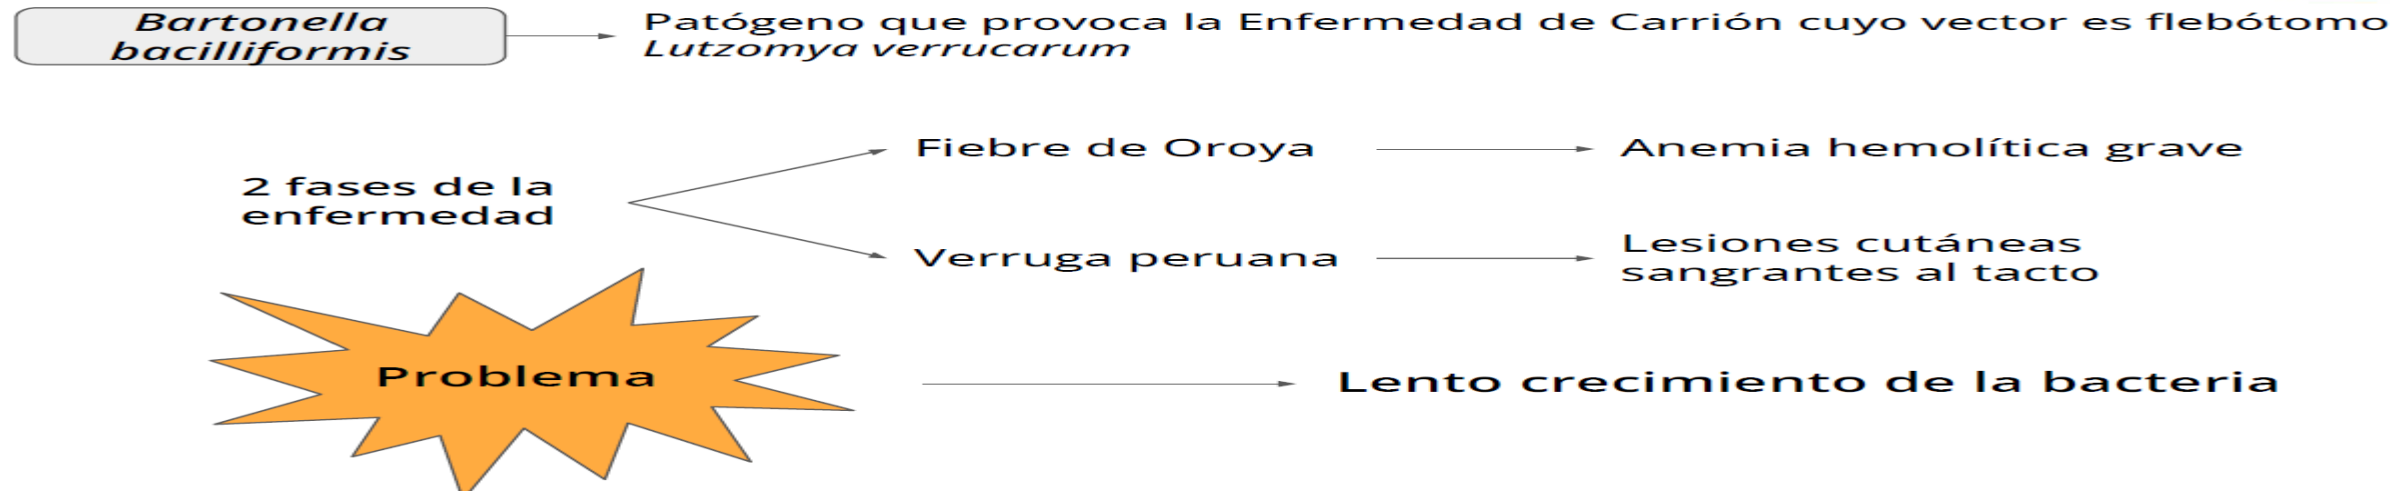 Bartonella
bacilliformis
Patógeno que provoca la Enfermedad de Carrión cuyo vector es flebótomo
Lutzomya verrucarum
2 fases de la
enfermedad
Fiebre de Oroya
Anemia hemolítica grave
Verruga peruana
Lesiones cutáneas
sangrantes al tacto
Problema
Lento crecimiento de la bacteria